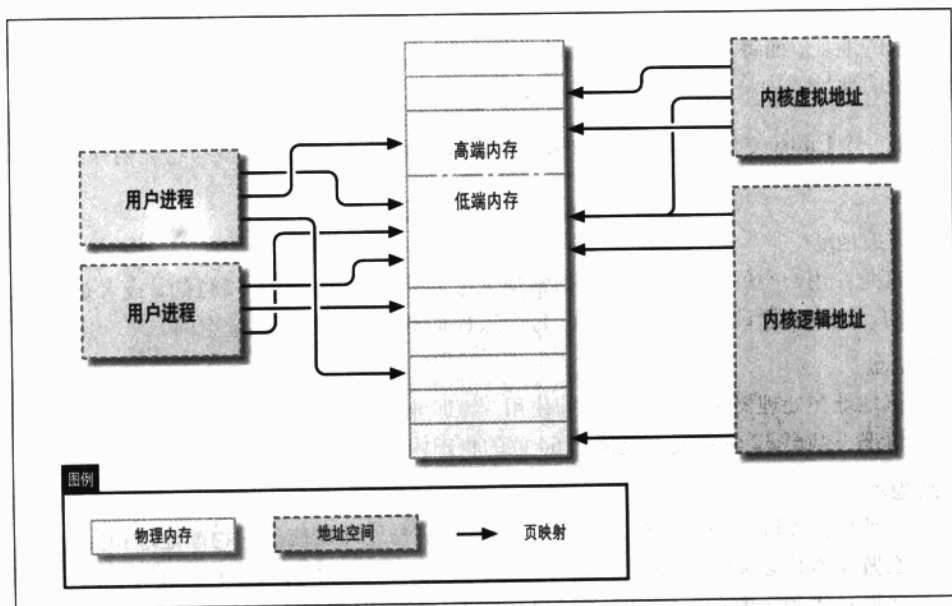 高端内存
低端内存
用户进程
用户进程
内核虚拟地址
内核逻辑地址
图例
物理内存
地址空间
页映射